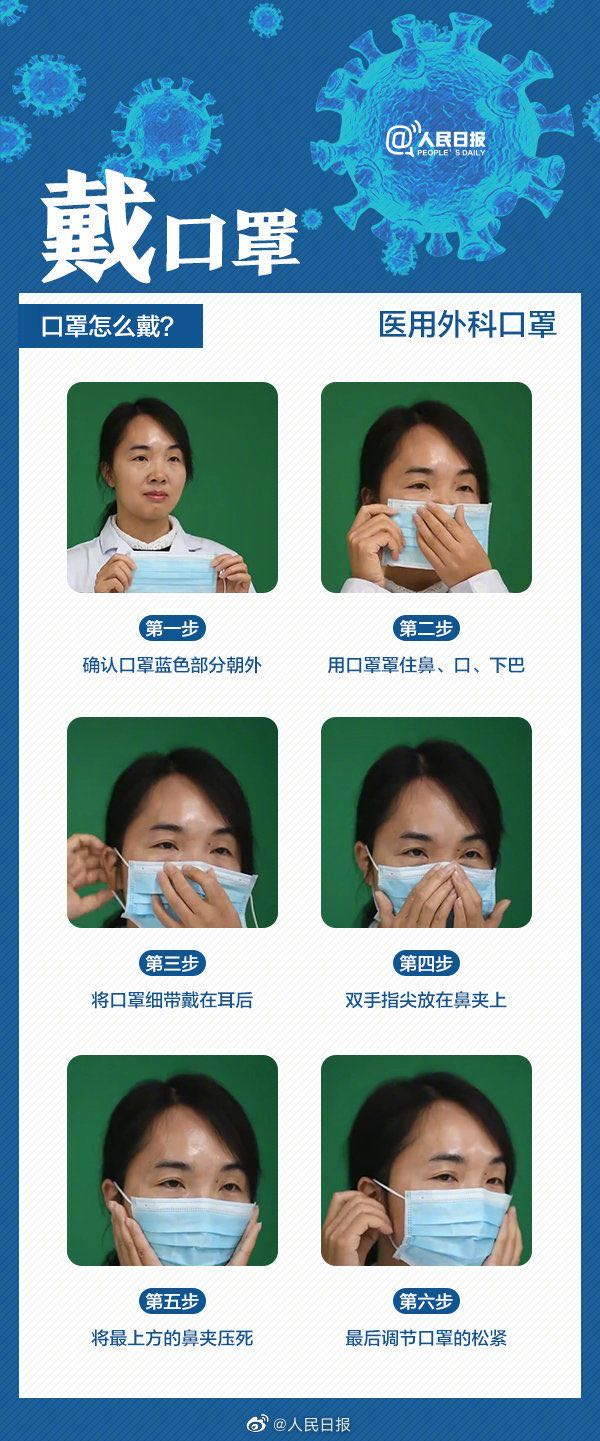 @人民日报
PEOPLE'S DAILY
戴口罩
口罩怎么戴?
医用外科口罩
第一步
确认口罩蓝色部分朝外
第二步
用口罩罩住鼻、口、下巴
第三步
将口罩细带戴在耳后
第四步
双手指尖放在鼻夹上
第五步
将最上方的鼻夹压死
第六步
最后调节口罩的松紧
@人民日报